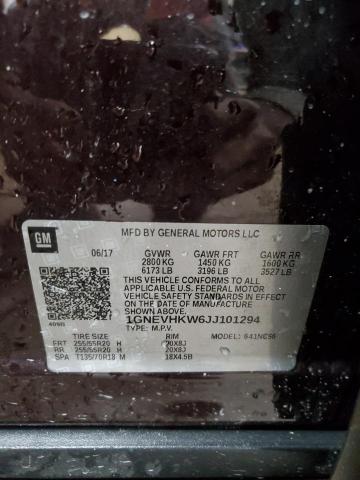 GM
MFD BY GENERAL MOTORS LLC
06/17 GVWR GAWR FRT GAWR RR
2800 KG 1450 KG 1600 KG
6173 LB 3196 LB 3527 LB
THIS VEHICLE CONFORMS TO ALL
APPLICABLE U.S. FEDERAL MOTOR
VEHICLE SAFETY AND THEFT PREVENTION
STANDARDS IN EFFECT ON THE DATE OF
MANUFACTURE SHOWN ABOVE.
1GNEVHKW6JJ101294
TYPE: M.P.V. MODEL:
TIRE SIZE RIM
FRT 255/55R20 H 20X8J
RR 255/55R20 H 20X8J
SPA T135/70R18 M 18X4.5B